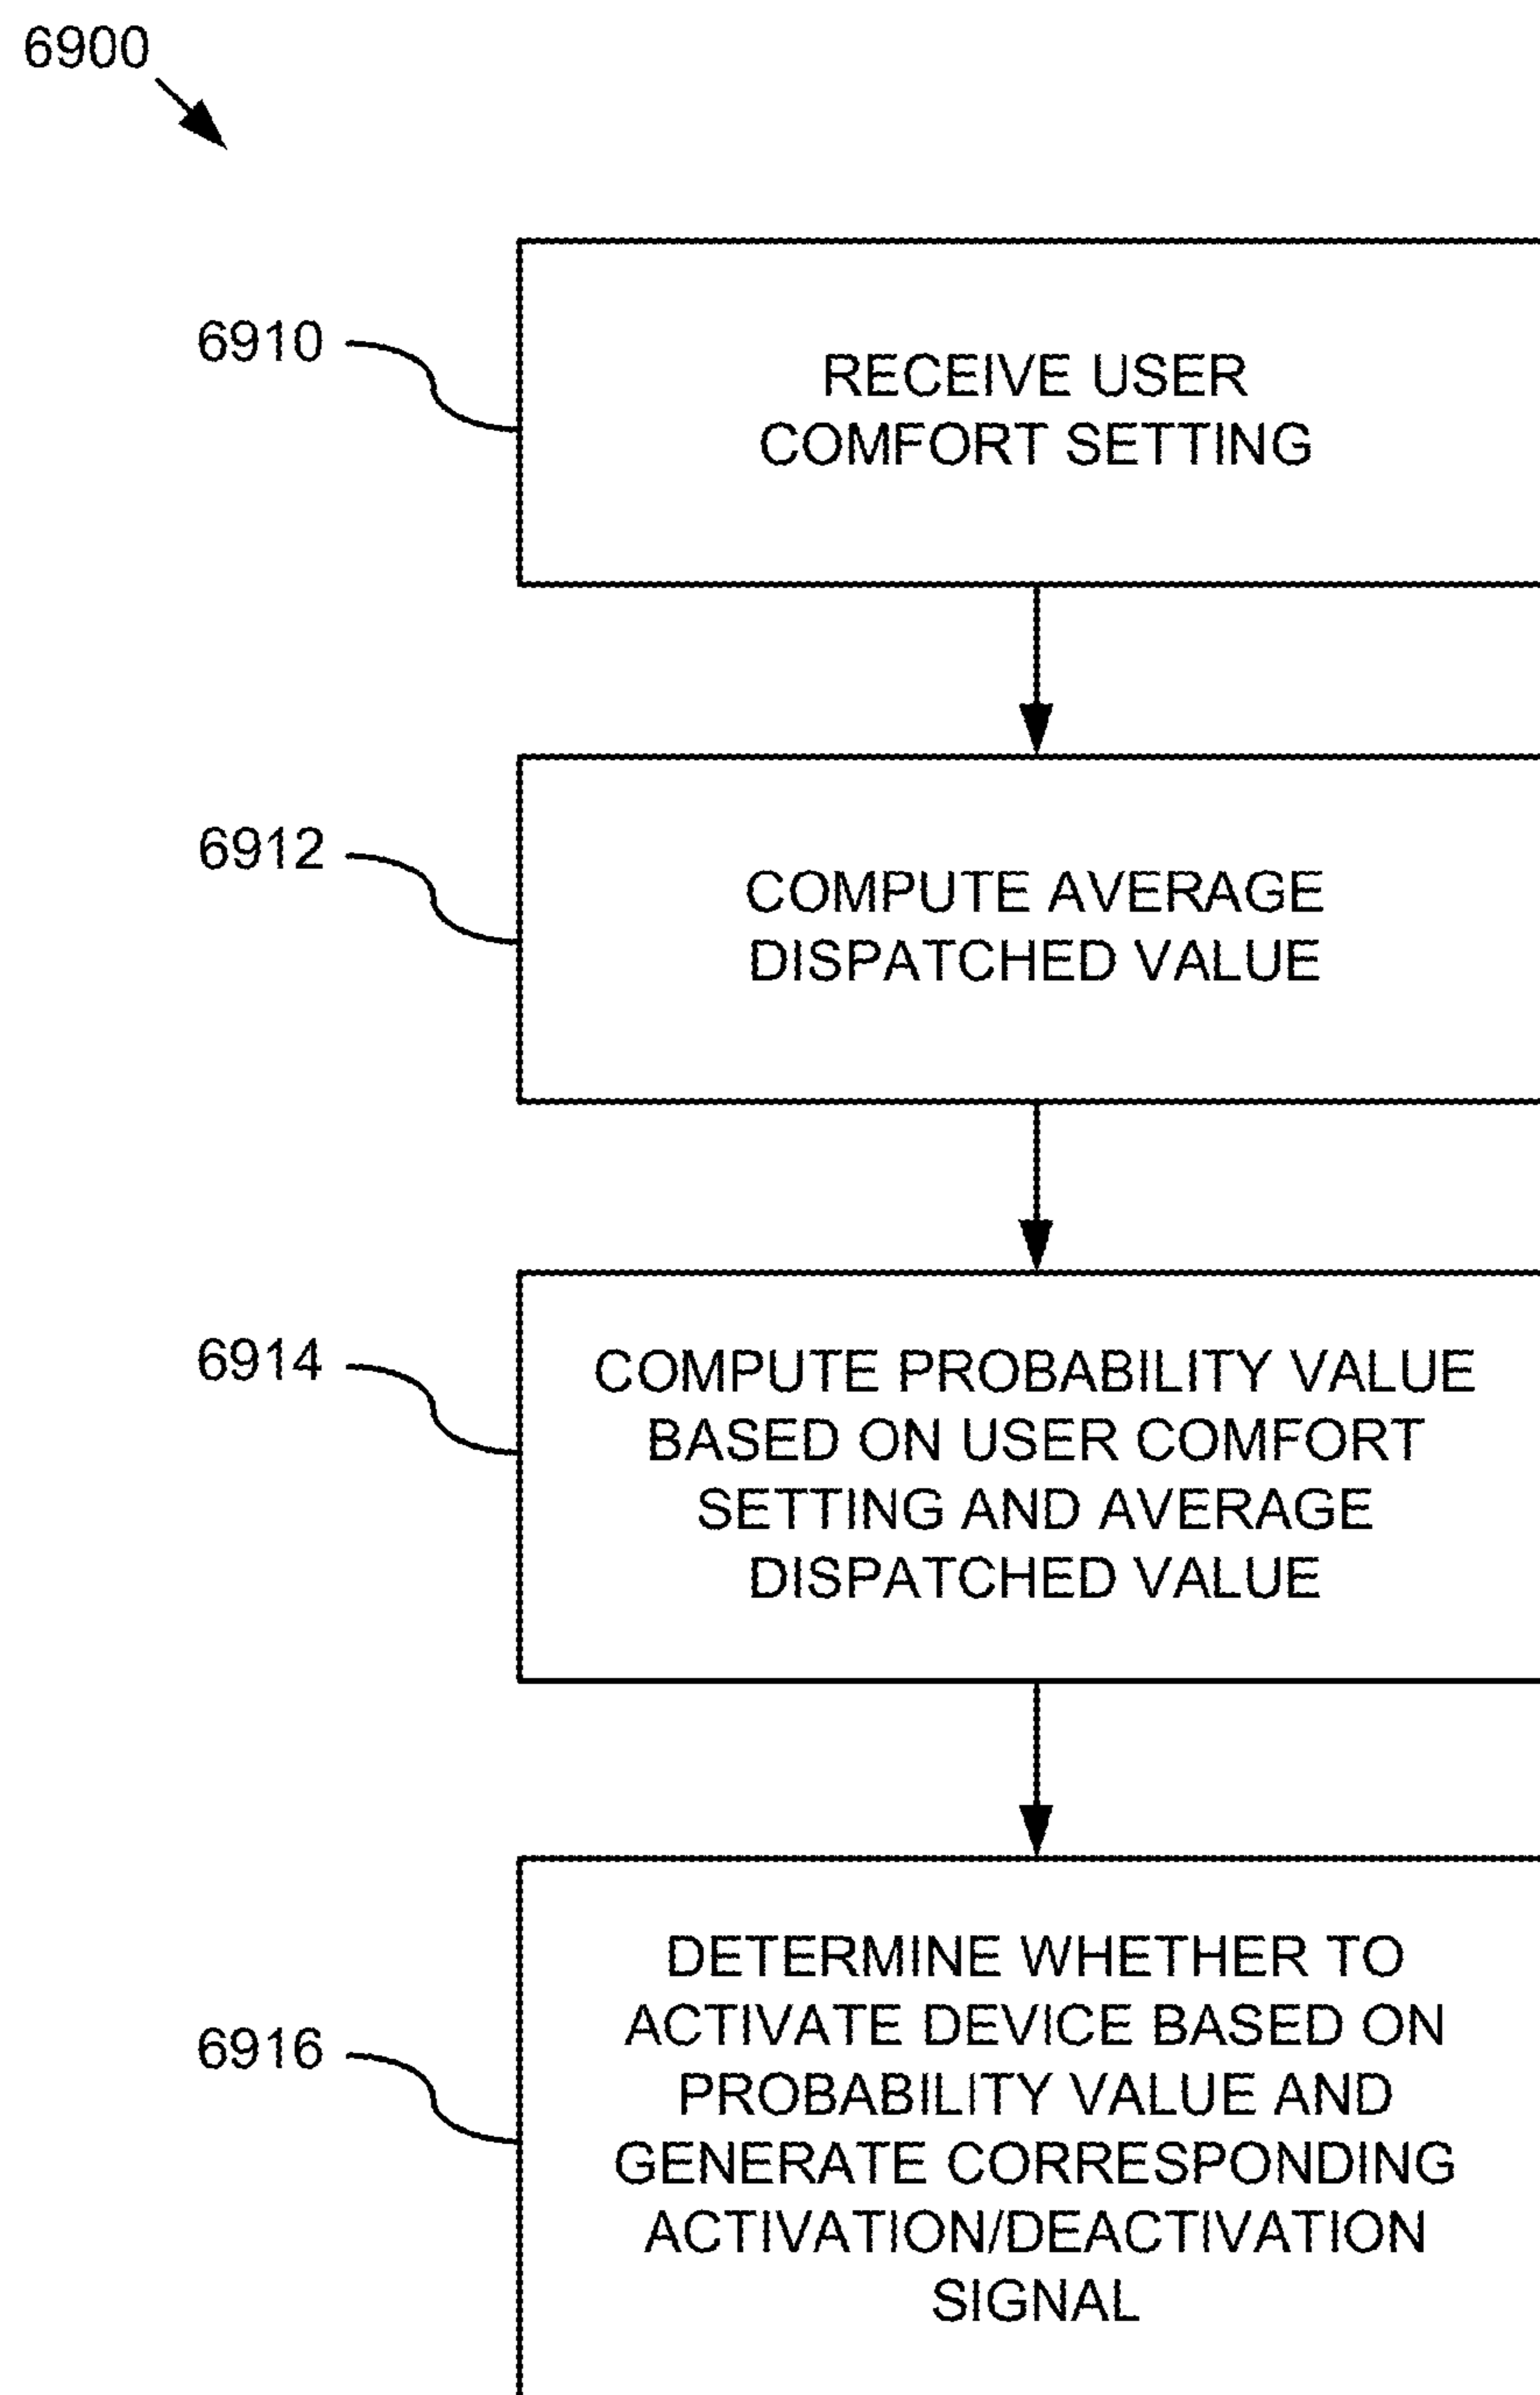 6900
6910
RECEIVE USER
COMFORT SETTING
6912
COMPUTE AVERAGE
DISPATCHED VALUE
6914
COMPUTE PROBABILITY VALUE
BASED ON USER COMFORT
SETTING AND AVERAGE
DISPATCHED VALUE
6916
DETERMINE WHETHER TO
ACTIVATE DEVICE BASED ON
PROBABILITY VALUE AND
GENERATE CORRESPONDING
ACTIVATION/DEACTIVATION
SIGNAL